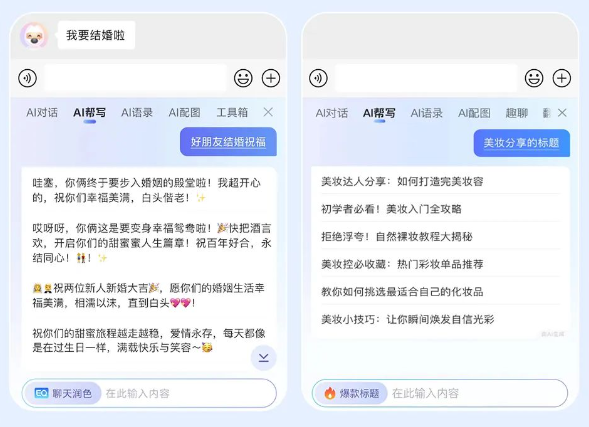 我要结婚啦
AI对话 AI帮写 AI语录 AI配图 工具箱
好朋友结婚祝福
哇塞，你俩终于要步入婚姻的殿堂啦！我超开心
的，祝你们幸福美满，白头偕老！✨
哎呀呀，你俩这是要变身幸福鸳鸯啦！🎉快把酒言
欢，开启你们的甜蜜蜜人生篇章！祝百年好合，永
结同心！👫！✨
👰🤵祝两位新人新婚大吉🎉，愿你们的婚姻生活幸
福美满，相濡以沫，直到白头💖💖！
祝你们的甜蜜旅程越走越稳，爱情永存，每天都像
是在过生日一样，满载快乐与笑容～🥳
EQ 聊天润色 在此输入内容
AI对话 AI帮写 AI语录 AI配图 趣聊
美妆分享的标题
美妆达人分享：如何打造完美妆容
初学者必看！美妆入门全攻略
拒绝浮夸！自然裸妆教程大揭秘
美妆控必收藏：热门彩妆单品推荐
教你如何挑选最适合自己的化妆品
美妆小技巧：让你瞬间焕发自信光彩
🔥 爆款标题 在此输入内容